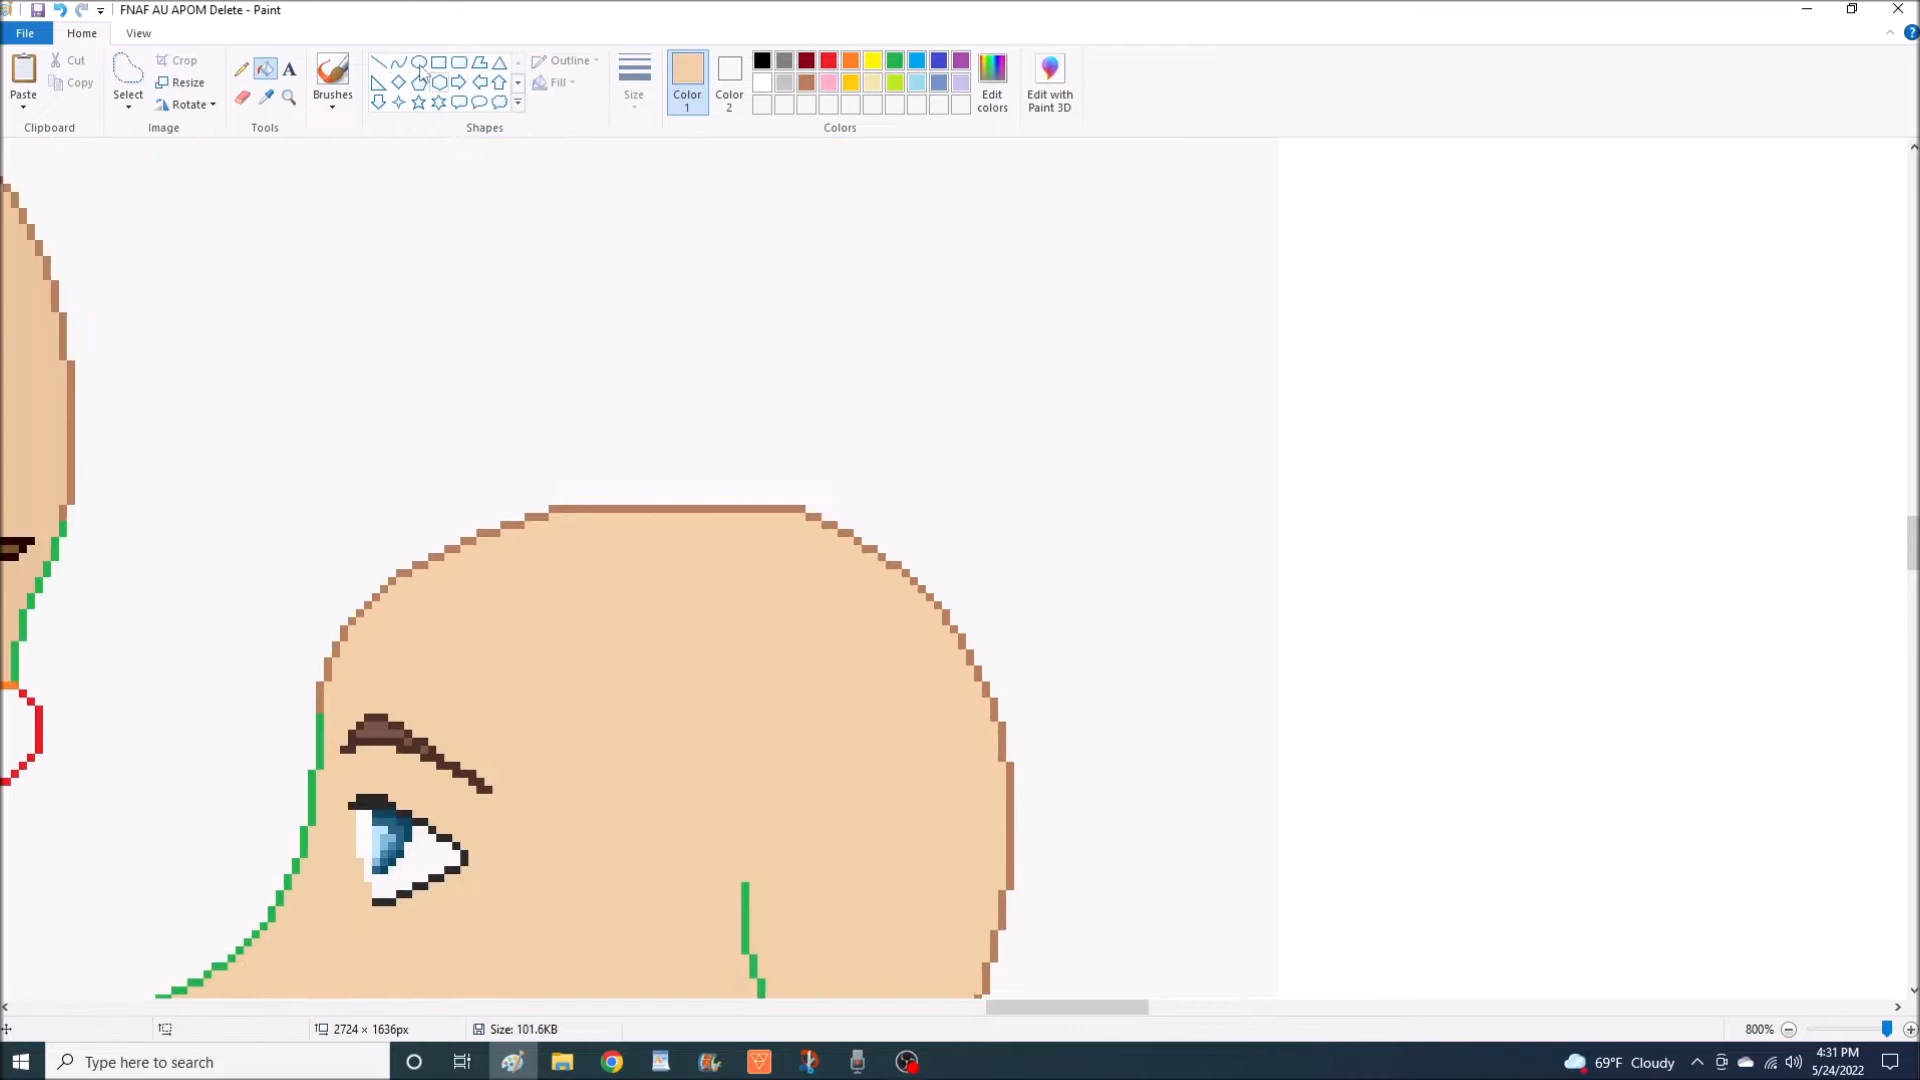 FNAF AU APOM Delete - Paint
File Home View
Paste
Cut
Copy
Clipboard
Select
Crop
Resize
Rotate
Image
A
Tools
Brushes
Shapes
Outline
Fill
Size
Color
1
Color
2
Colors
Edit
colors
Edit with
Paint 3D
2724 × 1636px
Size: 101.6KB
800%
Type here to search
69°F Cloudy
4:31 PM
5/24/2022